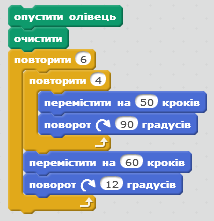 опустити олівець
очистити
повторити 6
повторити 4
перемістити на 50 кроків
поворот 90 градусів
перемістити на 60 кроків
поворот 12 градусів